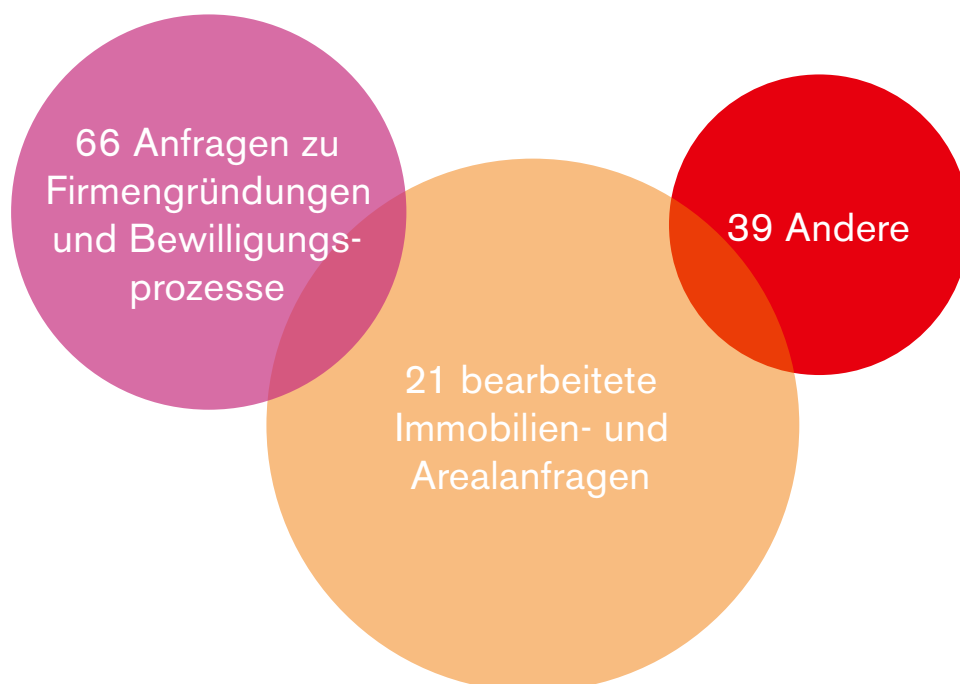 66 Anfragen zu
Firmengründungen
und Bewilligungs-
prozesse
39 Andere
21 bearbeitete
Immobilien- und
Arealanfragen